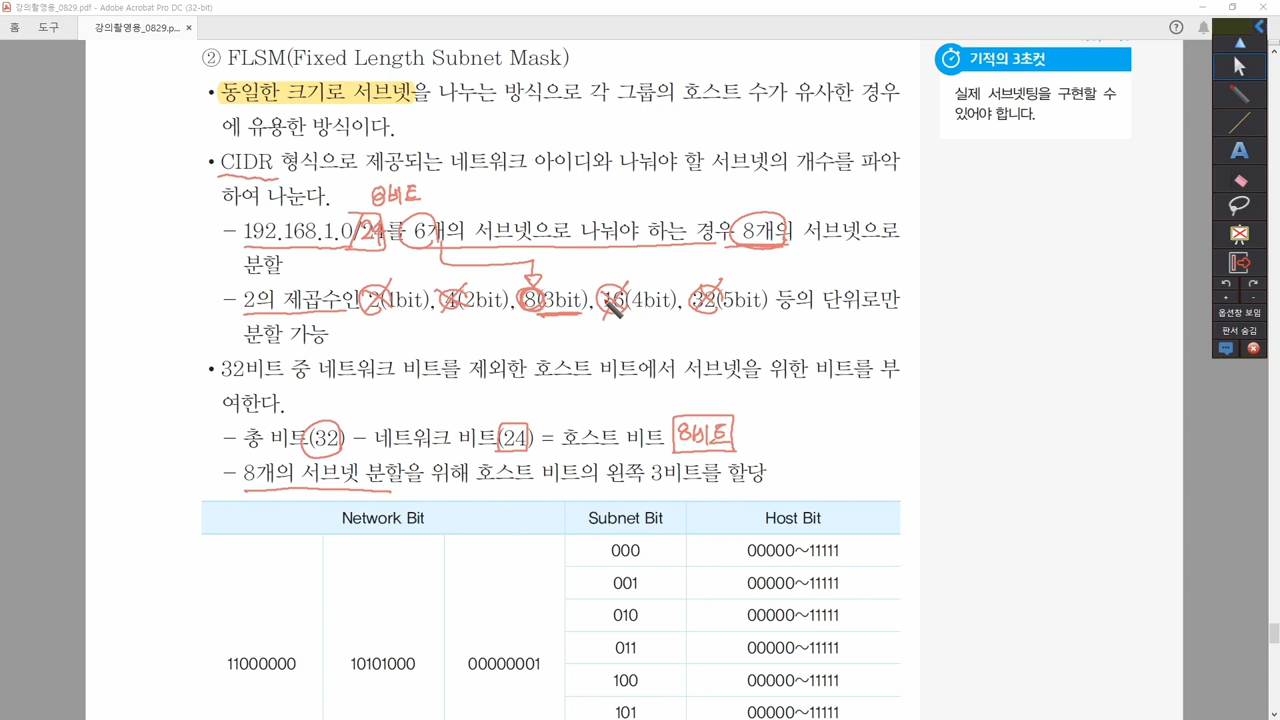 강의촬영용_0829.pdf - Adobe Acrobat Pro DC (32-bit)
홈 도구 강의촬영용_0829.p... ×
② FLSM(Fixed Length Subnet Mask)
• 동일한 크기로 서브넷을 나누는 방식으로 각 그룹의 호스트 수가 유사한 경우
에 유용한 방식이다.
• CIDR 형식으로 제공되는 네트워크 아이디와 나눠야 할 서브넷의 개수를 파악
하여 나눈다.
8비트
– 192.168.1.0/24를 6개의 서브넷으로 나눠야 하는 경우 8개의 서브넷으로
분할
– 2의 제곱수인 2(1bit), 4(2bit), 8(3bit), 16(4bit), 32(5bit) 등의 단위로만
분할 가능
• 32비트 중 네트워크 비트를 제외한 호스트 비트에서 서브넷을 위한 비트를 부
여한다.
– 총 비트(32) – 네트워크 비트(24) = 호스트 비트 8비트
– 8개의 서브넷 분할을 위해 호스트 비트의 왼쪽 3비트를 할당
Network Bit Subnet Bit Host Bit
000 00000~11111
001 00000~11111
010 00000~11111
011 00000~11111
11000000 10101000 00000001
100 00000~11111
101 00000~11111
기적의 3초컷
실제 서브넷팅을 구현할 수
있어야 합니다.
A
옵션창 보임
판서 숨김